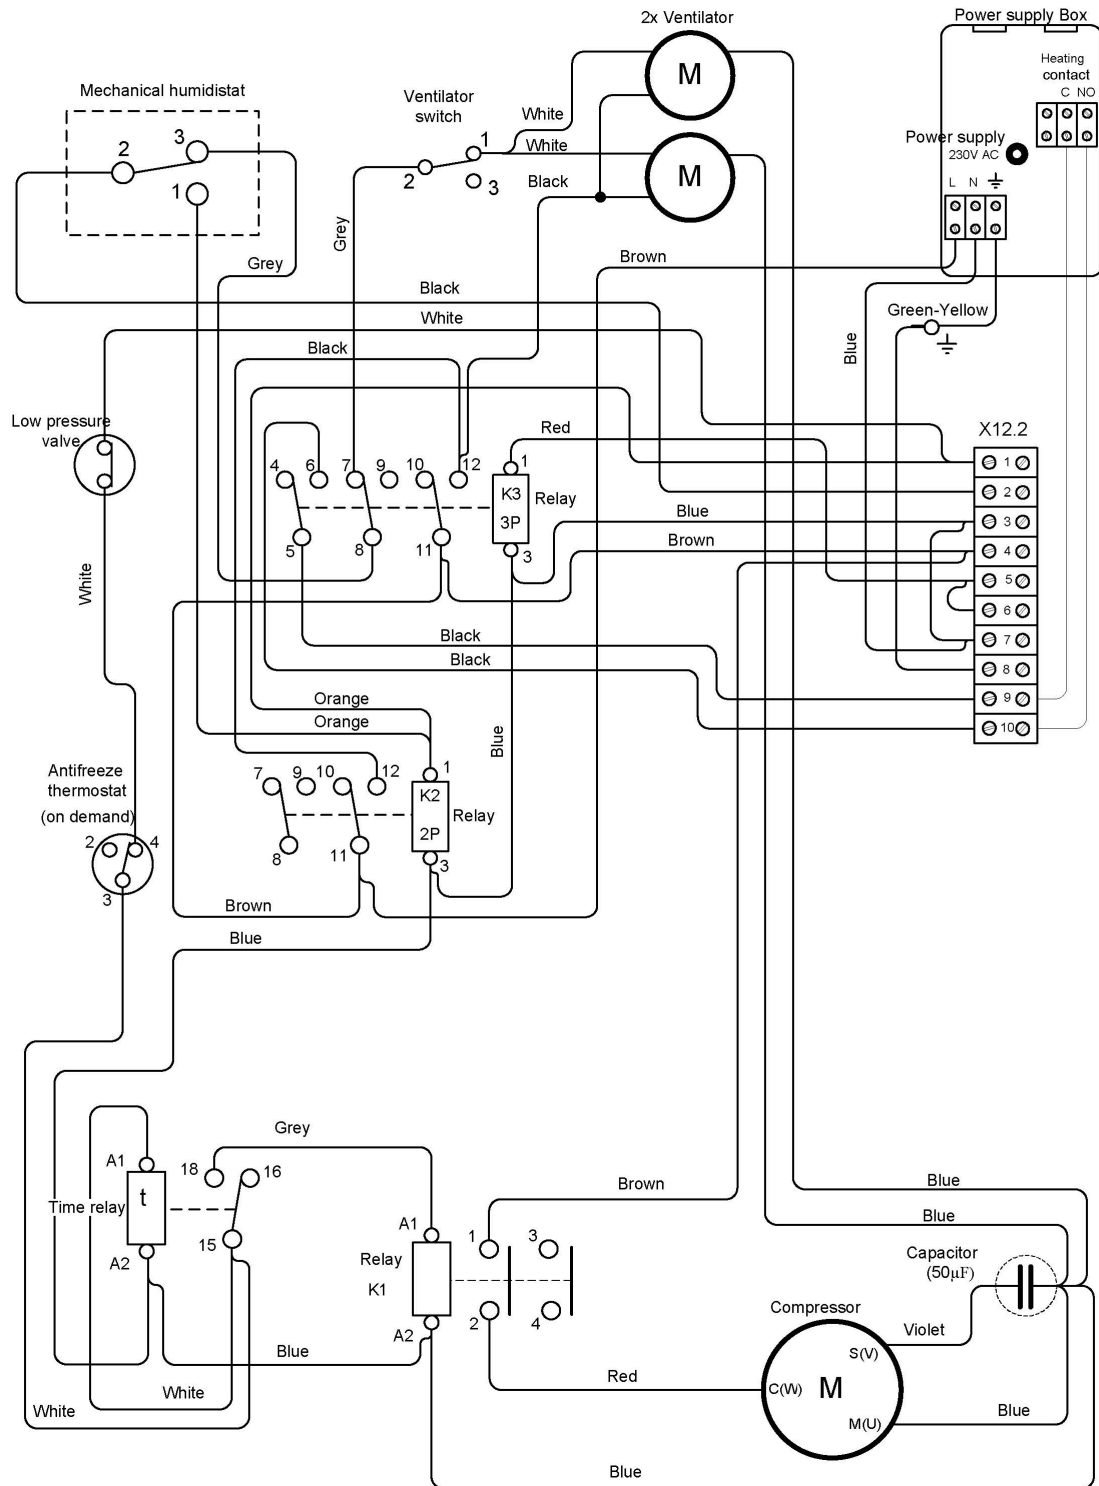 2x Ventilator
Power supply Box
Heating
contact
C NO
Mechanical humidistat
Ventilator
switch
White
1
White
2
3
Black
M
M
Power supply
230V AC
L N
3
2
1
Grey
Grey
Brown
Black
White
Green-Yellow
Blue
Black
Low pressure
valve
Red
X12.2
4 6 7 9 10 12
1
K3
3P
Relay
3
5 8 11
Blue
Brown
1
2
3
4
5
6
7
8
9
10
White
Black
Black
Orange
Orange
Blue
Antifreeze
thermostat
(on demand)
2 4
3
7 9 10 12
1
K2
2P
Relay
3
8 11
Brown
Blue
Grey
A1
18 16
t
Time relay
15
A2
A1
Relay
K1
A2
1 3
2 4
Brown
Blue
Blue
Capacitor
(50µF)
Compressor
Violet
S(V)
C(W)
M
M(U)
Blue
Red
Blue
White
White
Blue